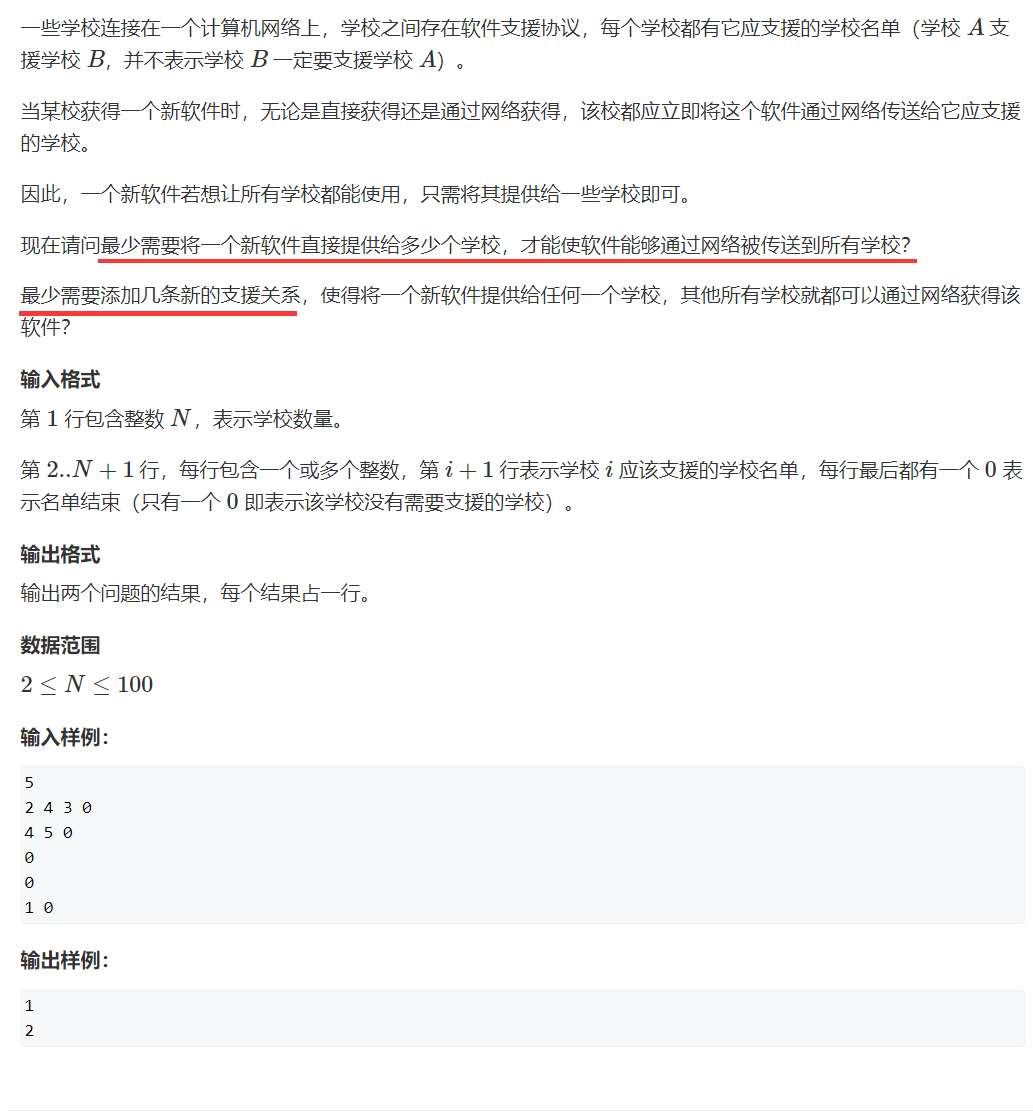 一些学校连接在一个计算机网络上，学校之间存在软件支援协议，每个学校都有它应支援的学校名单（学校 A 支
援学校 B，并不表示学校 B 一定要支援学校 A）。
当某校获得一个新软件时，无论是直接获得还是通过网络获得，该校都应立即将这个软件通过网络传送给它应支援
的学校。
因此，一个新软件若想让所有学校都能使用，只需将其提供给一些学校即可。
现在请问最少需要将一个新软件直接提供给多少个学校，才能使软件能够通过网络被传送到所有学校？
最少需要添加几条新的支援关系，使得将一个新软件提供给任何一个学校，其他所有学校就都可以通过网络获得该
软件？
输入格式
第 1 行包含整数 N，表示学校数量。
第 2..N + 1 行，每行包含一个或多个整数，第 i + 1 行表示学校 i 应该支援的学校名单，每行最后都有一个 0 表
示名单结束（只有一个 0 即表示该学校没有需要支援的学校）。
输出格式
输出两个问题的结果，每个结果占一行。
数据范围
2 ≤ N ≤ 100
输入样例：
5
2 4 3 0
4 5 0
0
0
1 0
输出样例：
1
2